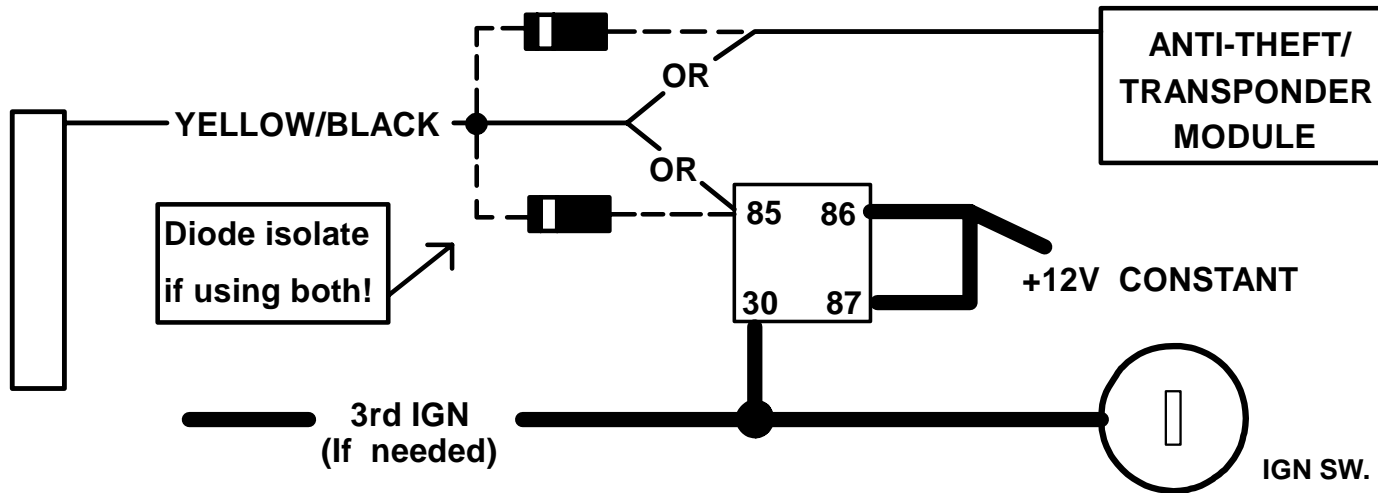 ANTI-THEFT/
TRANSPONDER
MODULE
OR
YELLOW/BLACK
OR
Diode isolate
if using both!
85 86
30 87
+12V CONSTANT
3rd IGN
(If needed)
IGN SW.